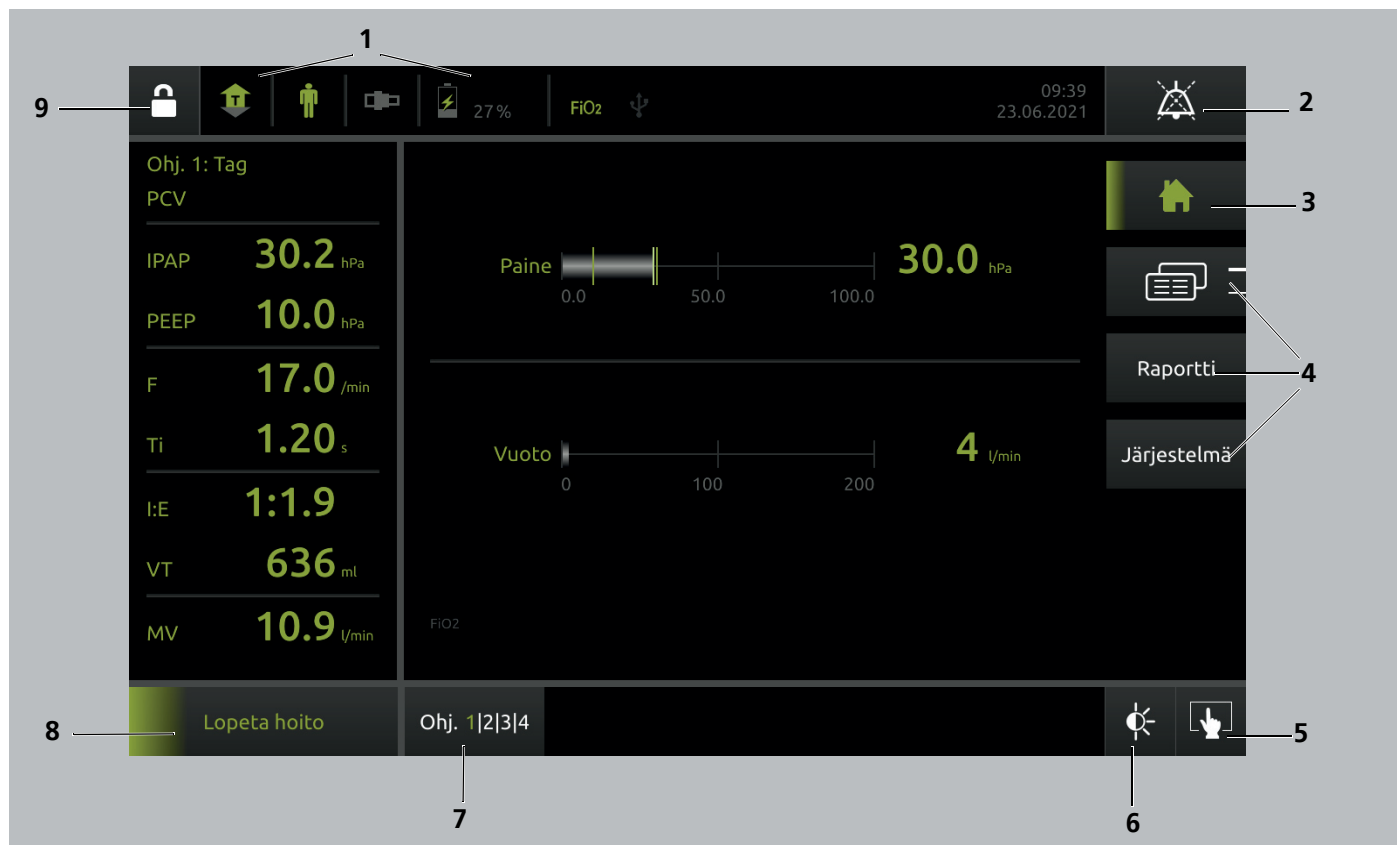 1
9
T
27%
FiO2
09:39
23.06.2021
2
Ohj. 1: Tag
PCV
IPAP 30.2 hPa
PEEP 10.0 hPa
F 17.0 /min
Ti 1.20 s
I:E 1:1.9
VT 636 ml
MV 10.9 l/min
Paine 30.0 hPa
0.0 50.0 100.0
Vuoto 4 l/min
0 100 200
FiO2
3
Raportti
4
Järjestelmä
8
Lopeta hoito
Ohj. 1|2|3|4
5
7
6